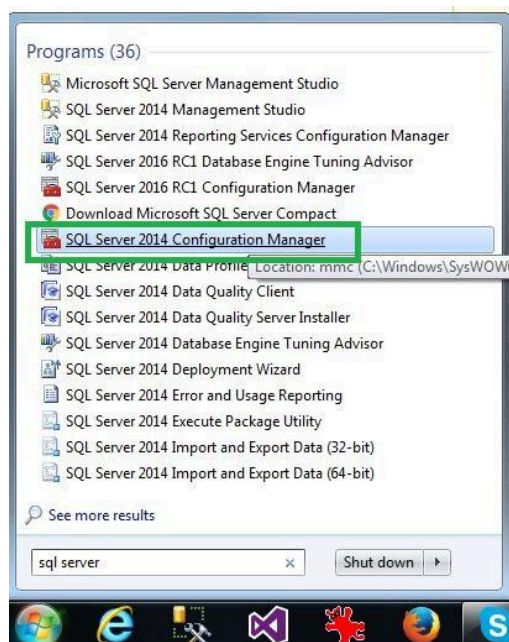 Programs (36)
Microsoft SQL Server Management Studio
SQL Server 2014 Management Studio
SQL Server 2014 Reporting Services Configuration Manager
SQL Server 2016 RC1 Database Engine Tuning Advisor
SQL Server 2016 RC1 Configuration Manager
Download Microsoft SQL Server Compact
SQL Server 2014 Configuration Manager
SQL Server 2014 Data Profile
Location: mmc (C:\Windows\SysWOW
SQL Server 2014 Data Quality Client
SQL Server 2014 Data Quality Server Installer
SQL Server 2014 Database Engine Tuning Advisor
SQL Server 2014 Deployment Wizard
SQL Server 2014 Error and Usage Reporting
SQL Server 2014 Execute Package Utility
SQL Server 2014 Import and Export Data (32-bit)
SQL Server 2014 Import and Export Data (64-bit)
See more results
sql server
Shut down